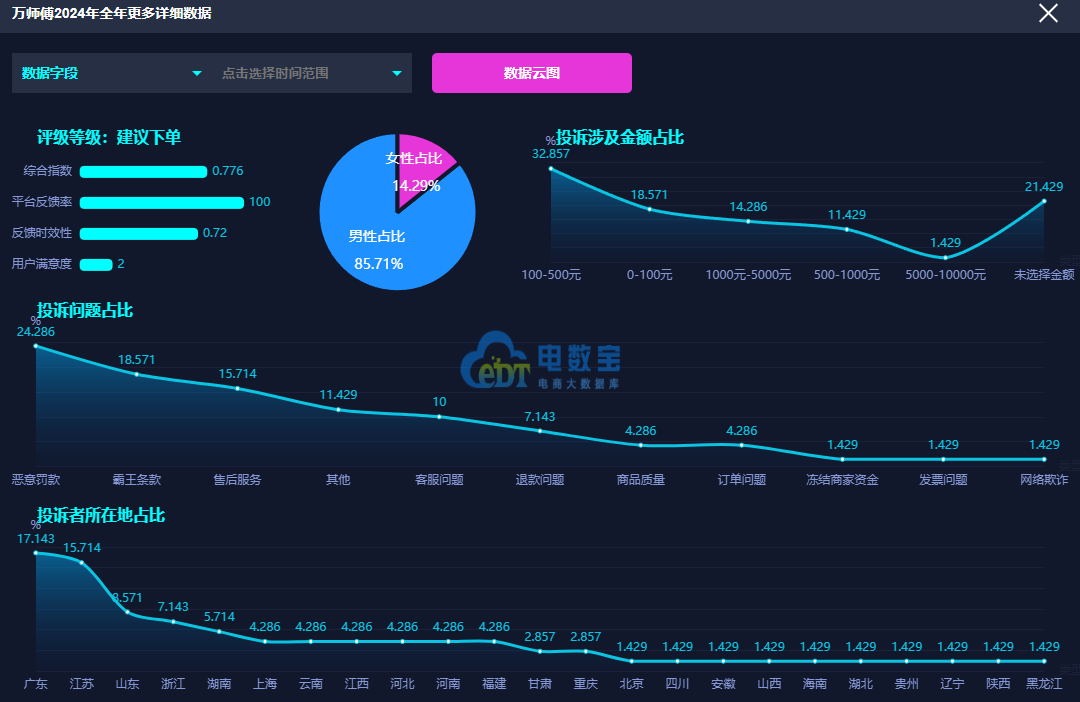 万师傅2024年全年更多详细数据
数据字段
点击选择时间范围
数据云图
评级等级：建议下单
综合指数
0.776
平台反馈率
100
反馈时效性
0.72
用户满意度
2
女性占比
14.29%
男性占比
85.71%
投诉涉及金额占比
%
32.857
18.571
14.286
11.429
1.429
21.429
100-500元
0-100元
1000元-5000元
500-1000元
5000-10000元
未选择金额
投诉问题占比
%
24.286
18.571
15.714
11.429
10
7.143
4.286
4.286
1.429
1.429
1.429
恶意罚款
霸王条款
售后服务
其他
客服问题
退款问题
商品质量
订单问题
冻结商家资金
发票问题
网络欺诈
eDT
电数宝
电商大数据库
投诉者所在地占比
%
17.143
15.714
8.571
7.143
5.714
4.286
4.286
4.286
4.286
4.286
4.286
2.857
2.857
1.429
1.429
1.429
1.429
1.429
1.429
1.429
1.429
1.429
1.429
广东
江苏
山东
浙江
湖南
上海
云南
江西
河北
河南
福建
甘肃
重庆
北京
四川
安徽
山西
海南
湖北
贵州
辽宁
陕西
黑龙江